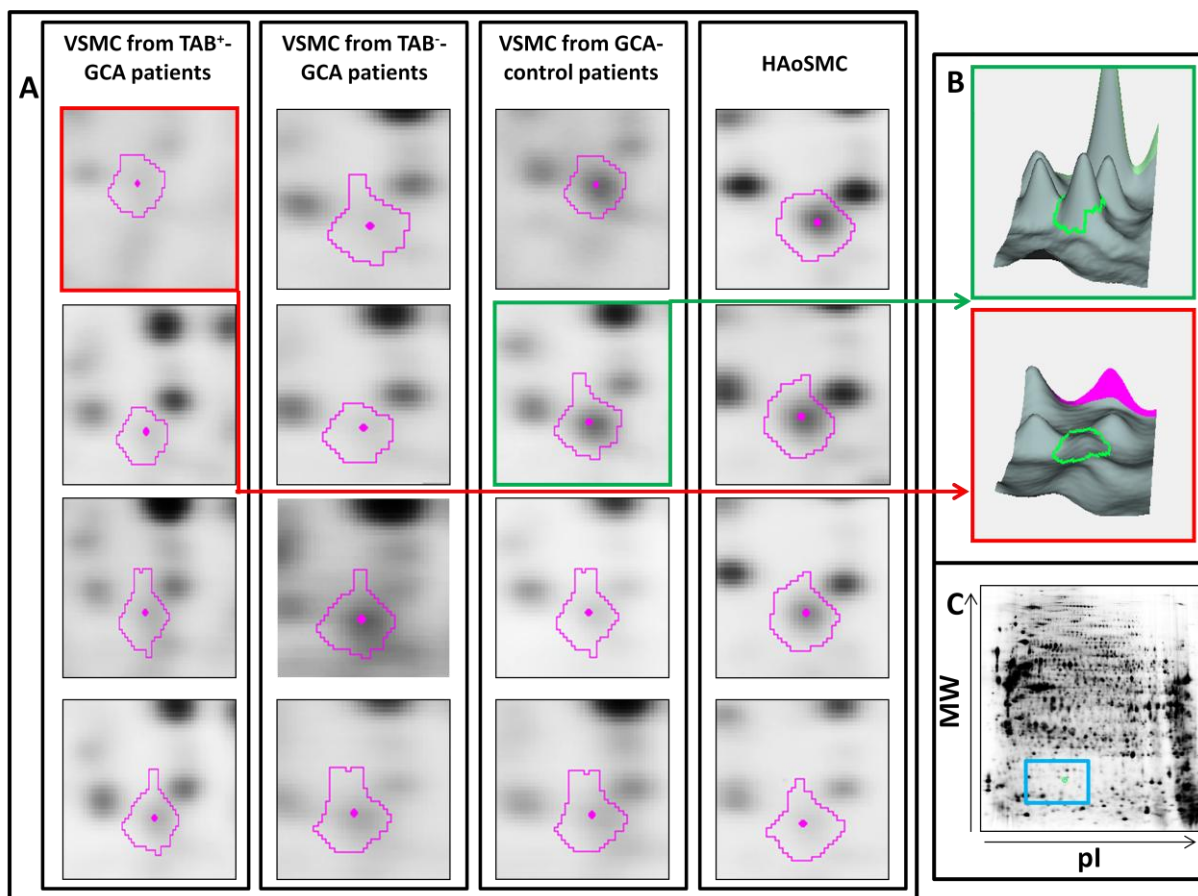 A
VSMC from TAB⁺-
GCA patients
VSMC from TAB⁻-
GCA patients
VSMC from GCA-
control patients
HAoSMC
B
C
MW
pI